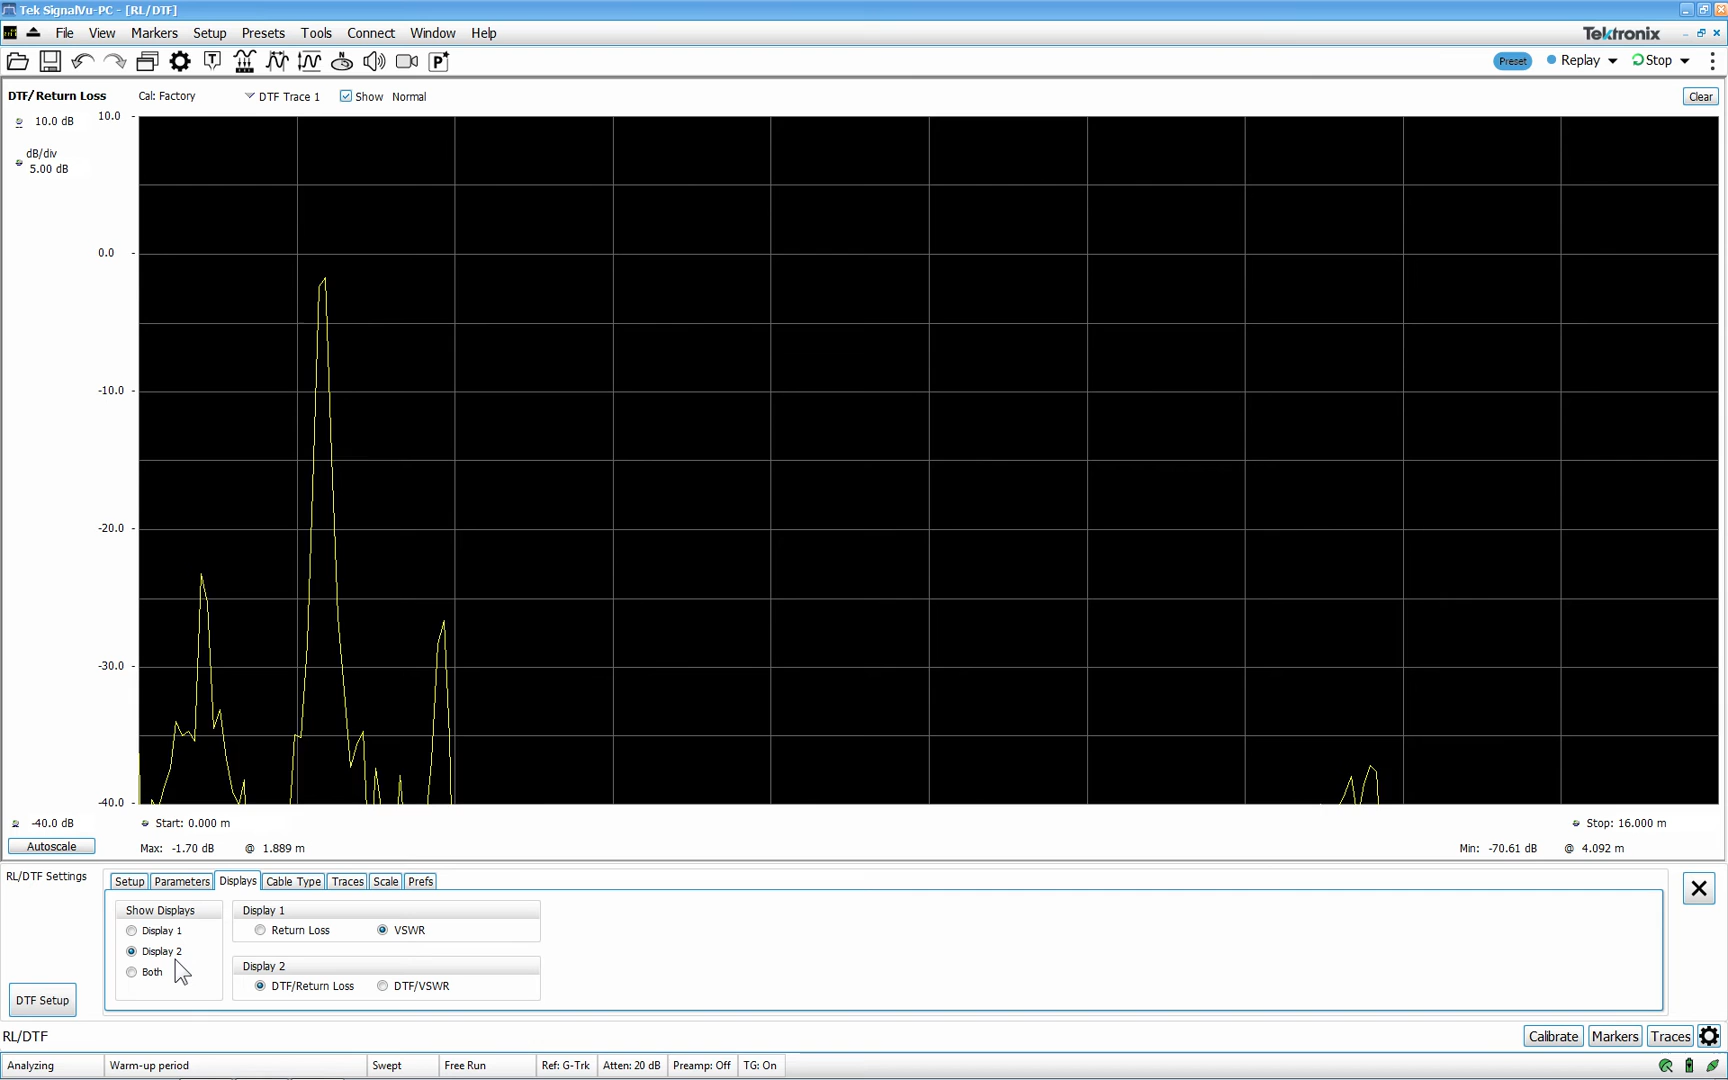 Tek SignalVu-PC - [RL/DTF]
File View Markers Setup Presets Tools Connect Window Help
Tektronix
Preset Replay Stop
DTF/Return Loss Cal: Factory DTF Trace 1 Show Normal Clear
10.0 dB
10.0
dB/div
5.00 dB
0.0
-10.0
-20.0
-30.0
-40.0
-40.0 dB Start: 0.000 m Stop: 16.000 m
Autoscale Max: -1.70 dB @ 1.889 m Min: -70.61 dB @ 4.092 m
RL/DTF Settings Setup Parameters Displays Cable Type Traces Scale Prefs
Show Displays Display 1
Display 1 Return Loss VSWR
Display 2
Display 2
Both DTF/Return Loss DTF/VSWR
DTF Setup
RL/DTF Calibrate Markers Traces
Analyzing Warm-up period Swept Free Run Ref: G-Trk Atten: 20 dB Preamp: Off TG: On